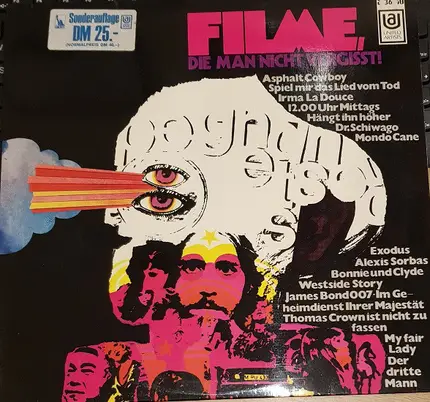 Sonderauflage
DM 25.-
UNITED
ARTISTS
FILME,
DIE MAN NICHT VERGISST!
Asphalt Cowboy
Spiel mir das Lied vom Tod
Irma La Douce
12.00 Uhr Mittags
Hängt ihn höher
Dr. Schiwago
Mondo Cane
Exodus
Alexis Sorbas
Bonnie und Clyde
Westside Story
James Bond 007 · Im Ge-
heimdienst Ihrer Majestät
Thomas Crown ist nicht zu
fassen
My fair
Lady
Der
dritte
Mann